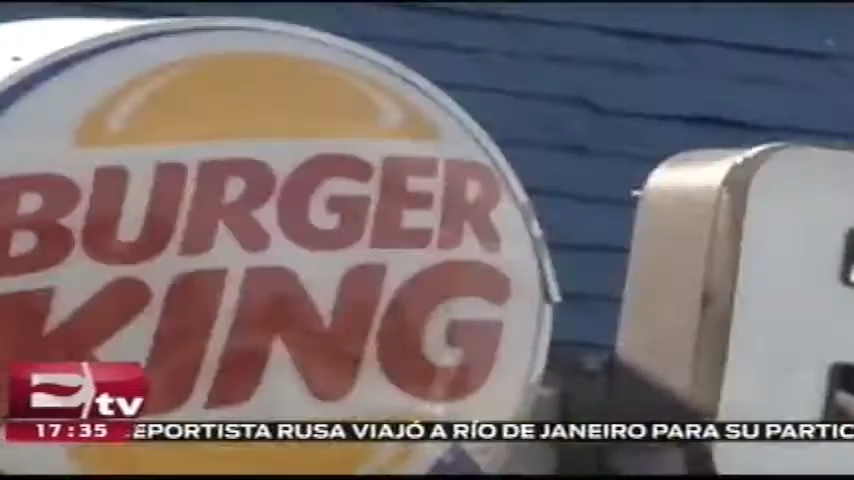 BURGER
KING
tv
17:35 EPORTISTA RUSA VIAJÓ A RÍO DE JANEIRO PARA SU PARTIC